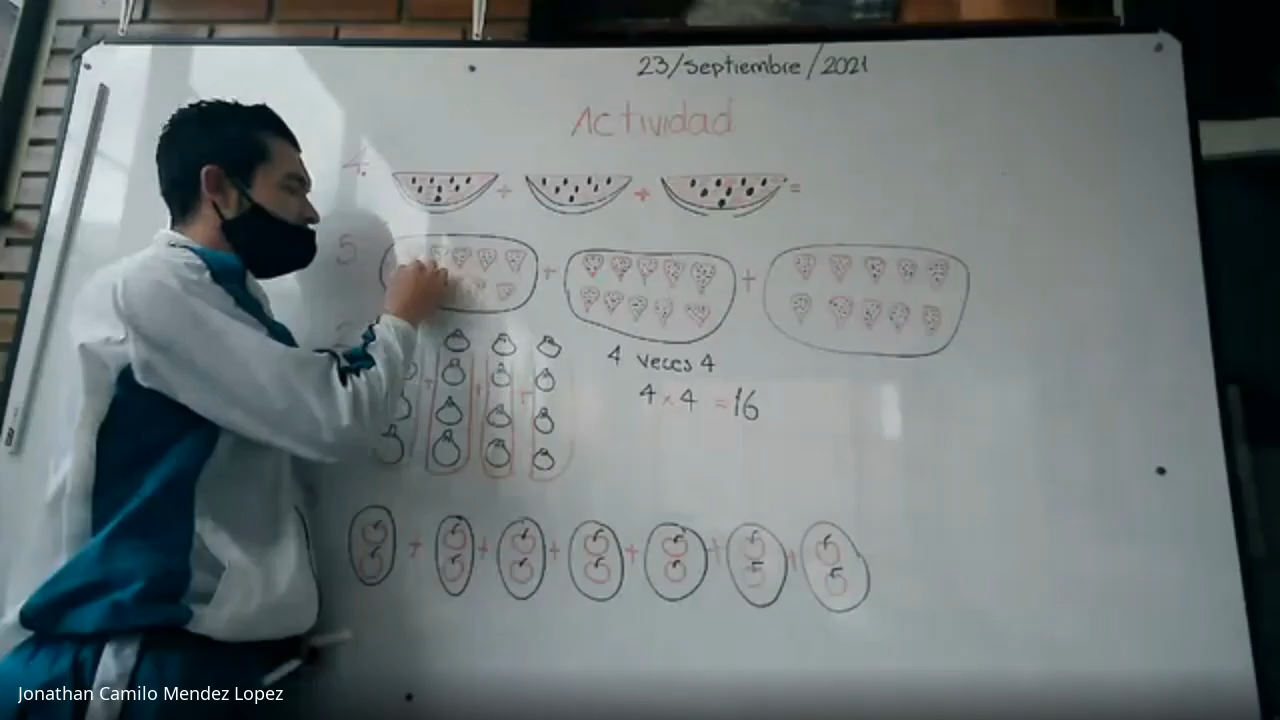 23/Septiembre/2021
Actividad
4.
+ + =
5
+ +
4 veces 4
4 × 4 = 16
+ + + + + +
Jonathan Camilo Mendez Lopez